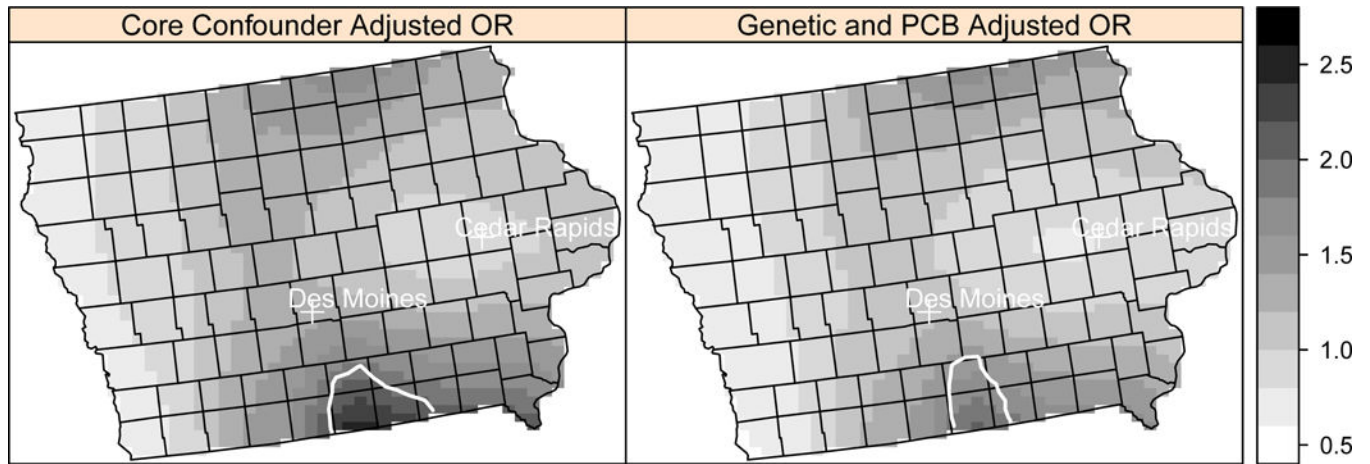 Core Confounder Adjusted OR
Genetic and PCB Adjusted OR
Cedar Rapids
Des Moines
Cedar Rapids
Des Moines
2.5
2.0
1.5
1.0
0.5